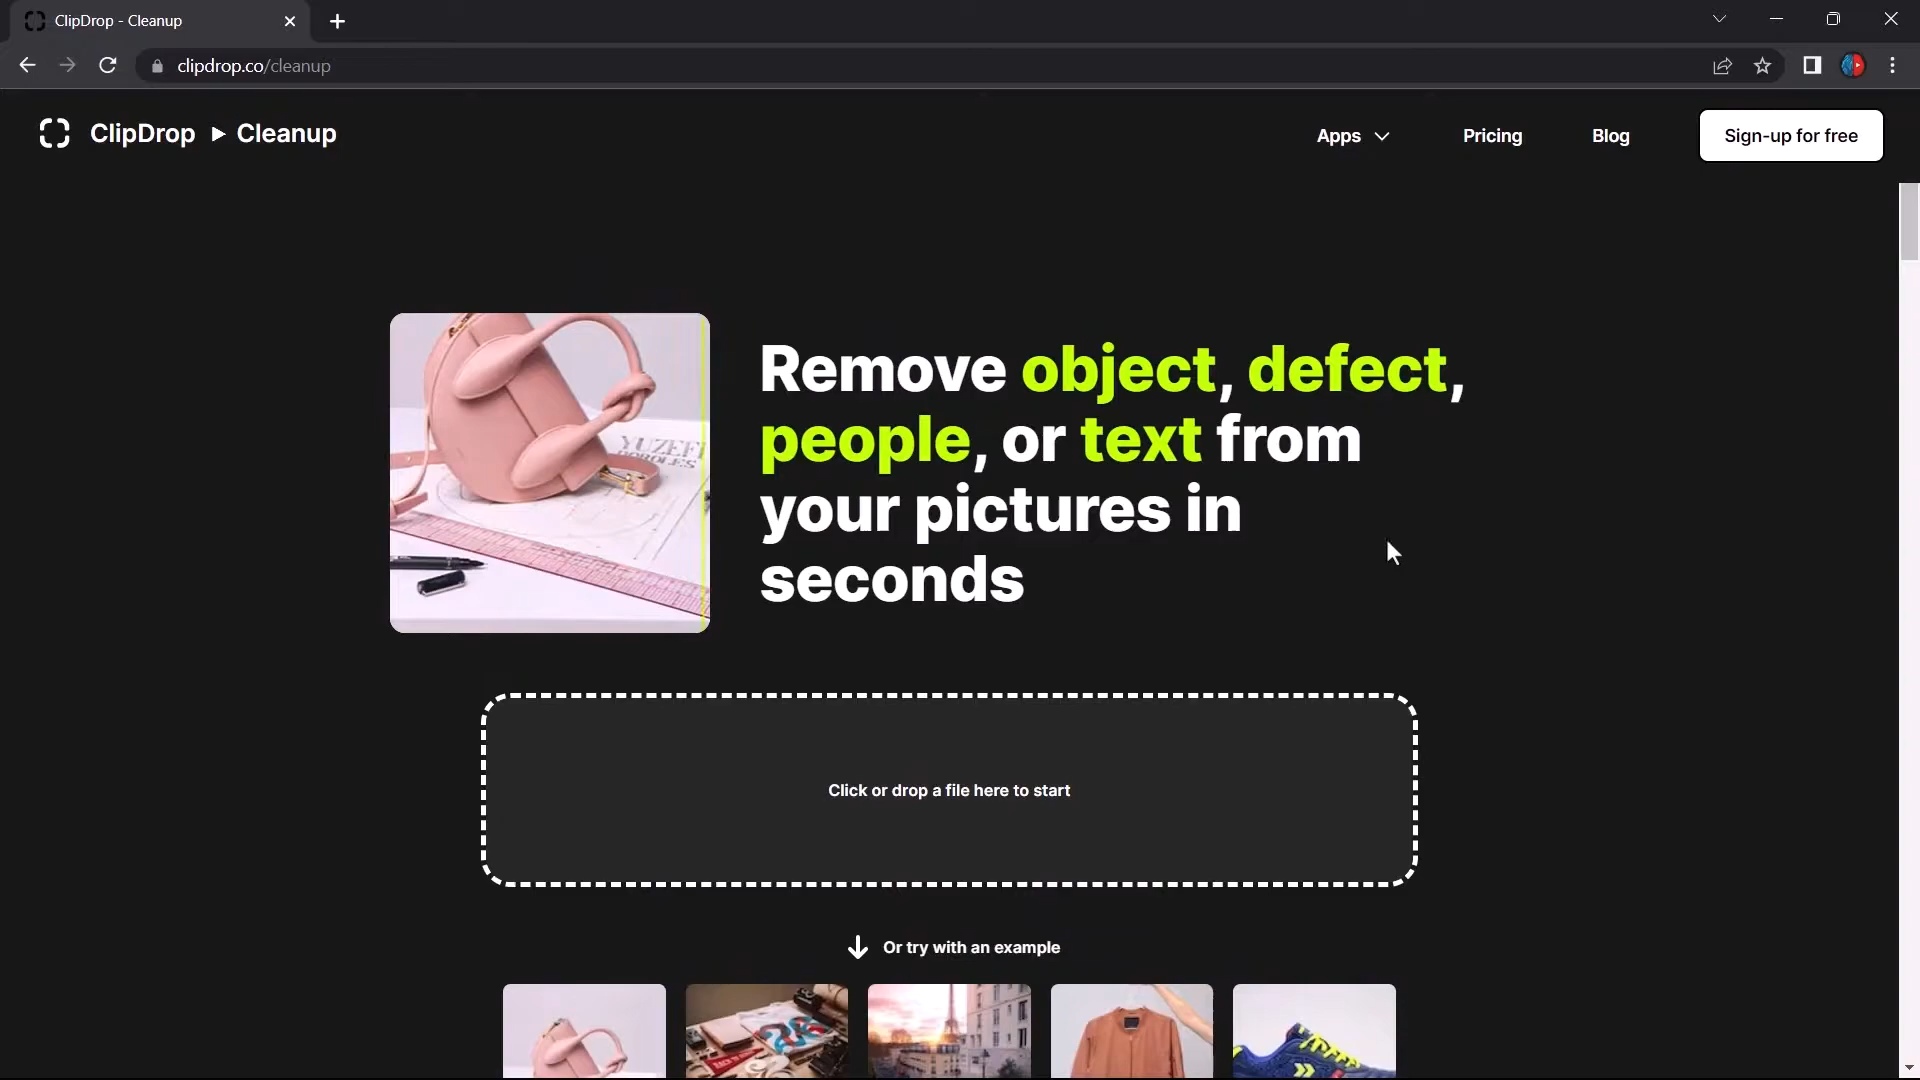 ClipDrop - Cleanup
clipdrop.co/cleanup
ClipDrop ▶ Cleanup
Apps
Pricing
Blog
Sign-up for free
Remove object, defect,
people, or text from
your pictures in
seconds
Click or drop a file here to start
Or try with an example